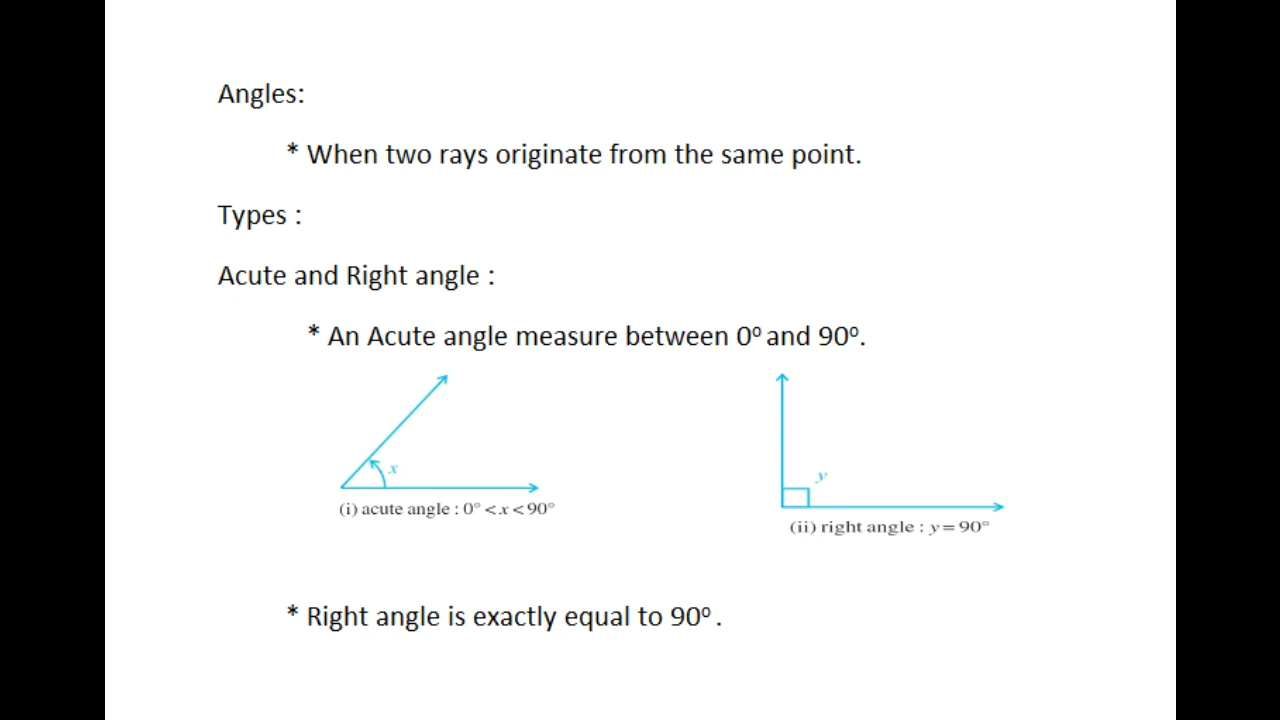 Angles:
* When two rays originate from the same point.
Types :
Acute and Right angle :
* An Acute angle measure between 0º and 90º.
x
y
(i) acute angle : 0° < x < 90°
(ii) right angle : y = 90°
* Right angle is exactly equal to 90º .